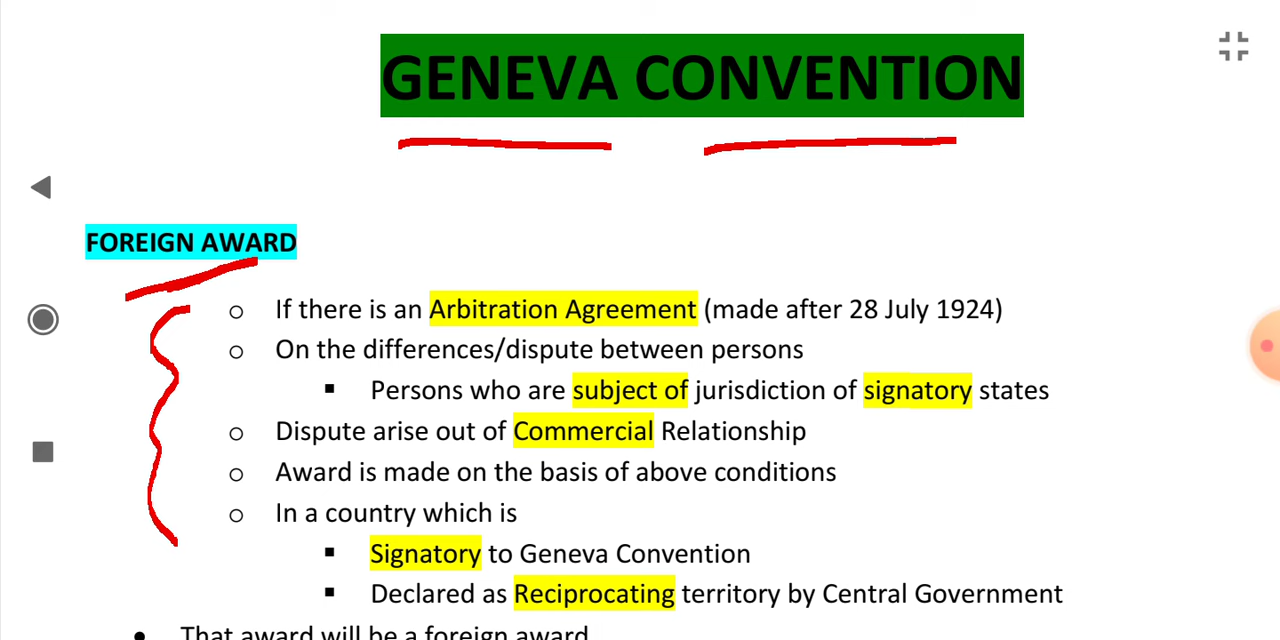 GENEVA CONVENTION
FOREIGN AWARD
If there is an Arbitration Agreement (made after 28 July 1924)
On the differences/dispute between persons
Persons who are subject of jurisdiction of signatory states
Dispute arise out of Commercial Relationship
Award is made on the basis of above conditions
In a country which is
Signatory to Geneva Convention
Declared as Reciprocating territory by Central Government
That award will be a foreign award